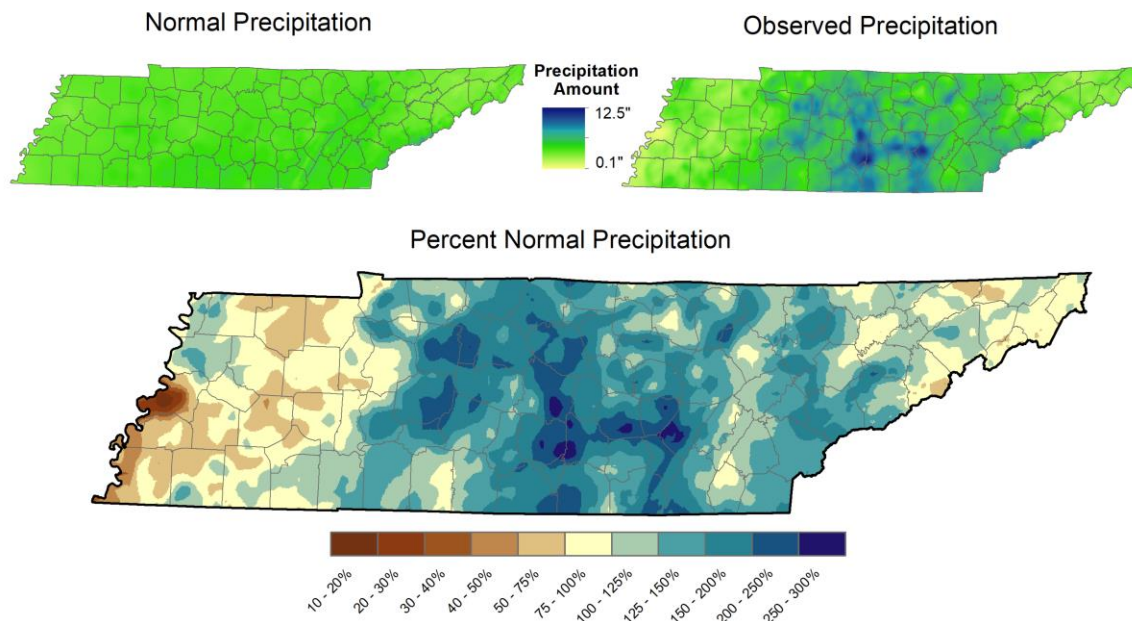 Normal Precipitation
Observed Precipitation
Precipitation
Amount
12.5"
0.1"
Percent Normal Precipitation
10 - 20%
20 - 30%
30 - 40%
40 - 50%
50 - 75%
75 - 100%
100 - 125%
125 - 150%
150 - 200%
200 - 250%
250 - 300%